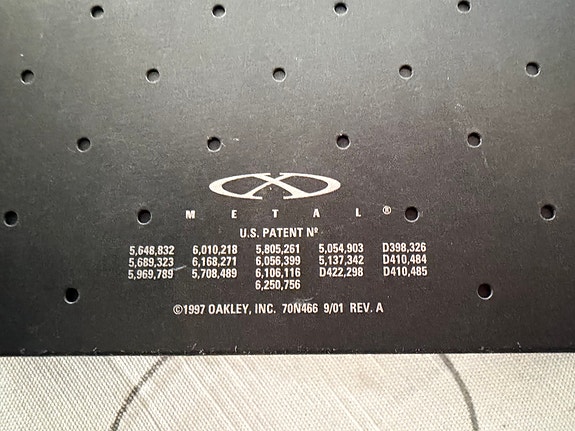 X
METAL®
U.S. PATENT Nº
5,648,832 6,010,218 5,805,261 5,054,903 D398,326
5,689,323 6,168,271 6,056,399 5,137,342 D410,484
5,969,789 5,708,489 6,106,116 D422,298 D410,485
6,250,756
©1997 OAKLEY, INC. 70N466 9/01 REV. A